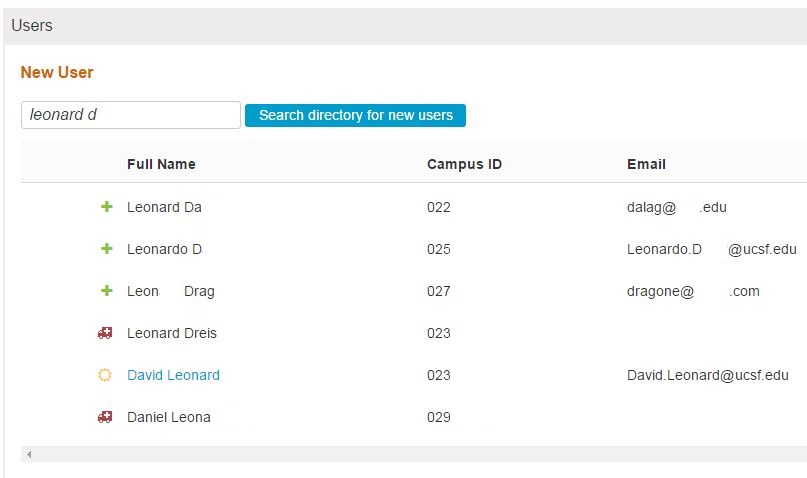 Users
New User
leonard d Search directory for new users
Full Name Campus ID Email
Leonard Da 022 dalag@ .edu
Leonardo D 025 Leonardo.D @ucsf.edu
Leon Drag 027 dragone@ .com
Leonard Dreis 023
David Leonard 023 David.Leonard@ucsf.edu
Daniel Leona 029